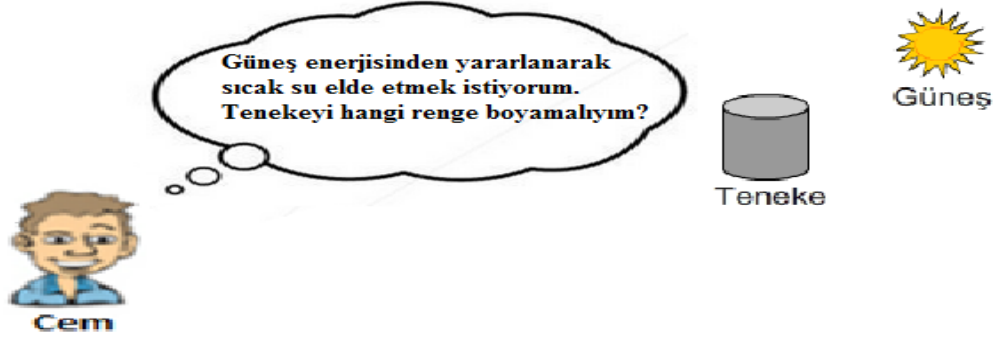 Güneş enerjisinden yararlanarak
sıcak su elde etmek istiyorum.
Tenekeyi hangi renge boyamalıyım?
Güneş
Teneke
Cem